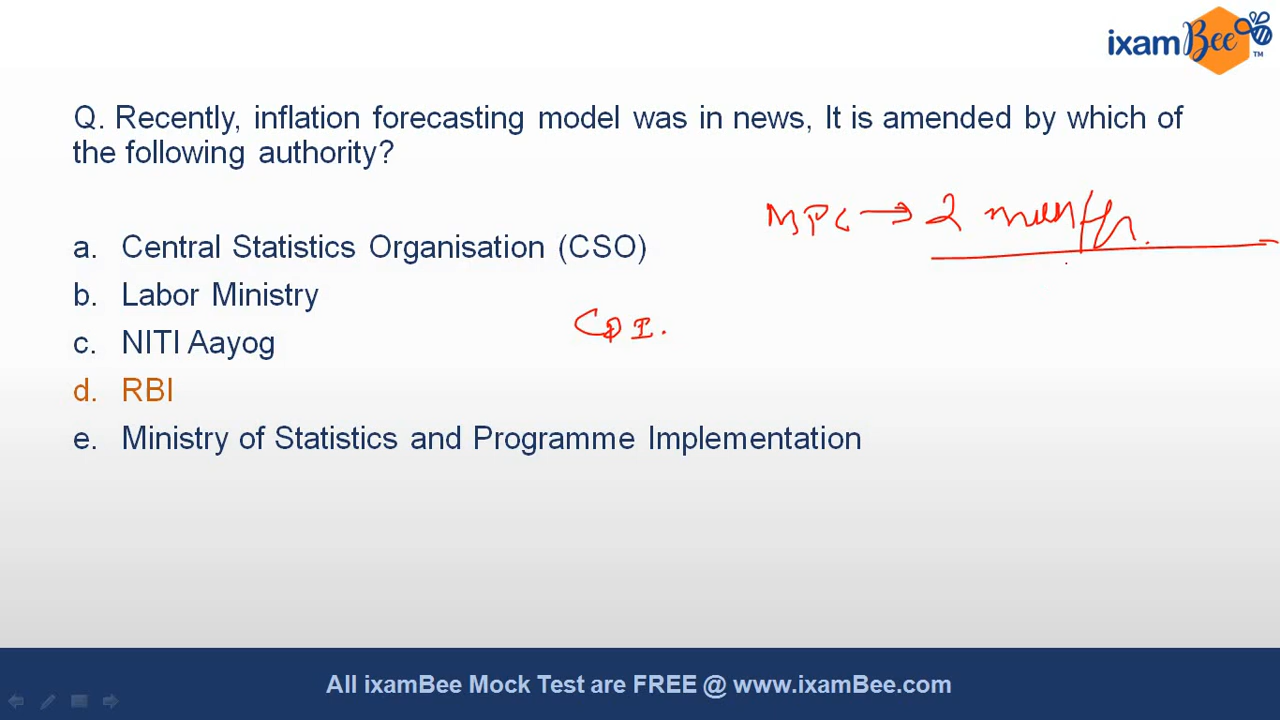 ixamBee
TM
Q. Recently, inflation forecasting model was in news, It is amended by which of
the following authority?
MPC → 2 month
a. Central Statistics Organisation (CSO)
b. Labor Ministry
CPI.
c. NITI Aayog
d. RBI
e. Ministry of Statistics and Programme Implementation
All ixamBee Mock Test are FREE @ www.ixamBee.com